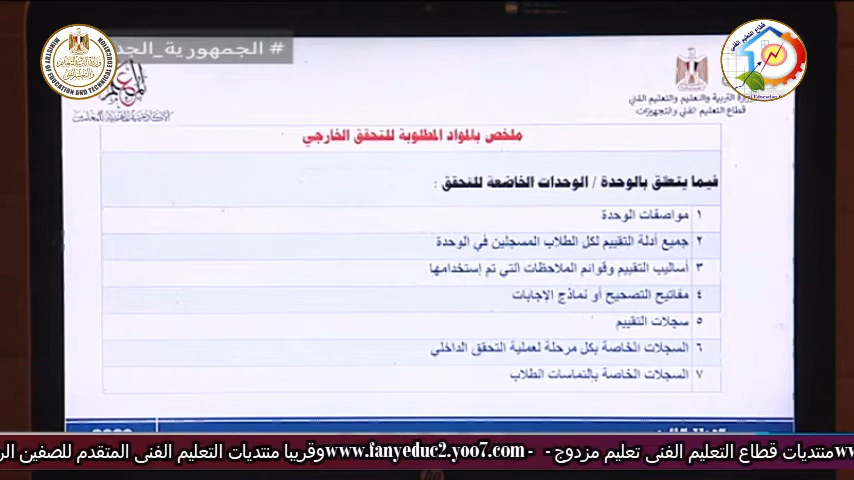 #الجمهورية_الجد
وزارة التربية والتعليم والتعليم الفني
قطاع التعليم الفني والتجهيزات
ملخص بالمواد المطلوبة للتحقق الخارجي
فيما يتعلق بالوحدة / الوحدات الخاضعة للتحقق :
١ مواصفات الوحدة
٢ جميع أدلة التقييم لكل الطلاب المسجلين في الوحدة
٣ أساليب التقييم وقوائم الملاحظات التي تم إستخدامها
٤ مفاتيح التصحيح أو نماذج الإجابات
٥ سجلات التقييم
٦ السجلات الخاصة بكل مرحلة لعملية التحقق الداخلي
٧ السجلات الخاصة بإلتماسات الطلاب
منتديات قطاع التعليم الفنى تعليم مزدوج - - www.fanyeduc2.yoo7.com وقريبا منتديات التعليم الفنى المتقدم للصفين